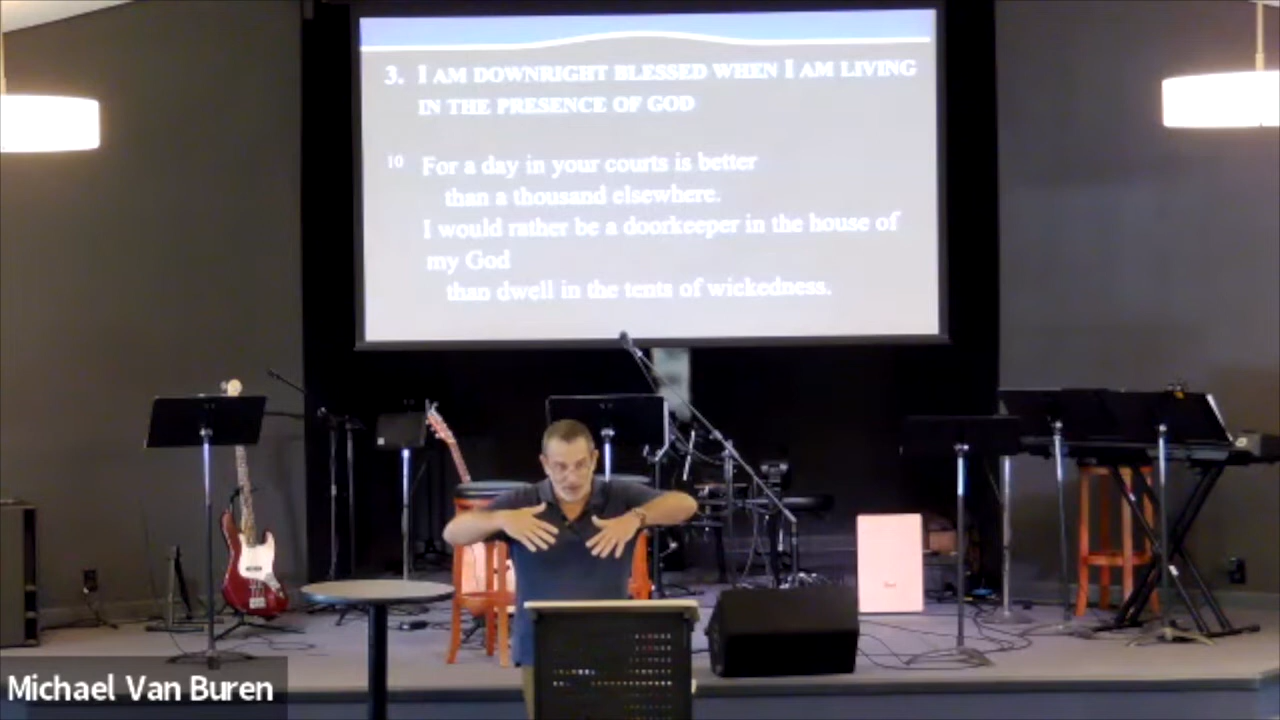 3. I AM DOWNRIGHT BLESSED WHEN I AM LIVING
IN THE PRESENCE OF GOD
10 For a day in your courts is better
than a thousand elsewhere.
I would rather be a doorkeeper in the house of
my God
than dwell in the tents of wickedness.
Michael Van Buren